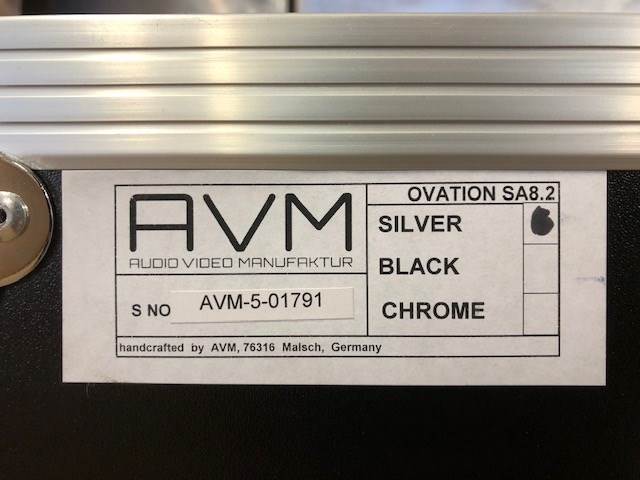 AVM
AUDIO VIDEO MANUFAKTUR
S NO AVM-5-01791
OVATION SA8.2
SILVER
BLACK
CHROME
handcrafted by AVM, 76316 Malsch, Germany